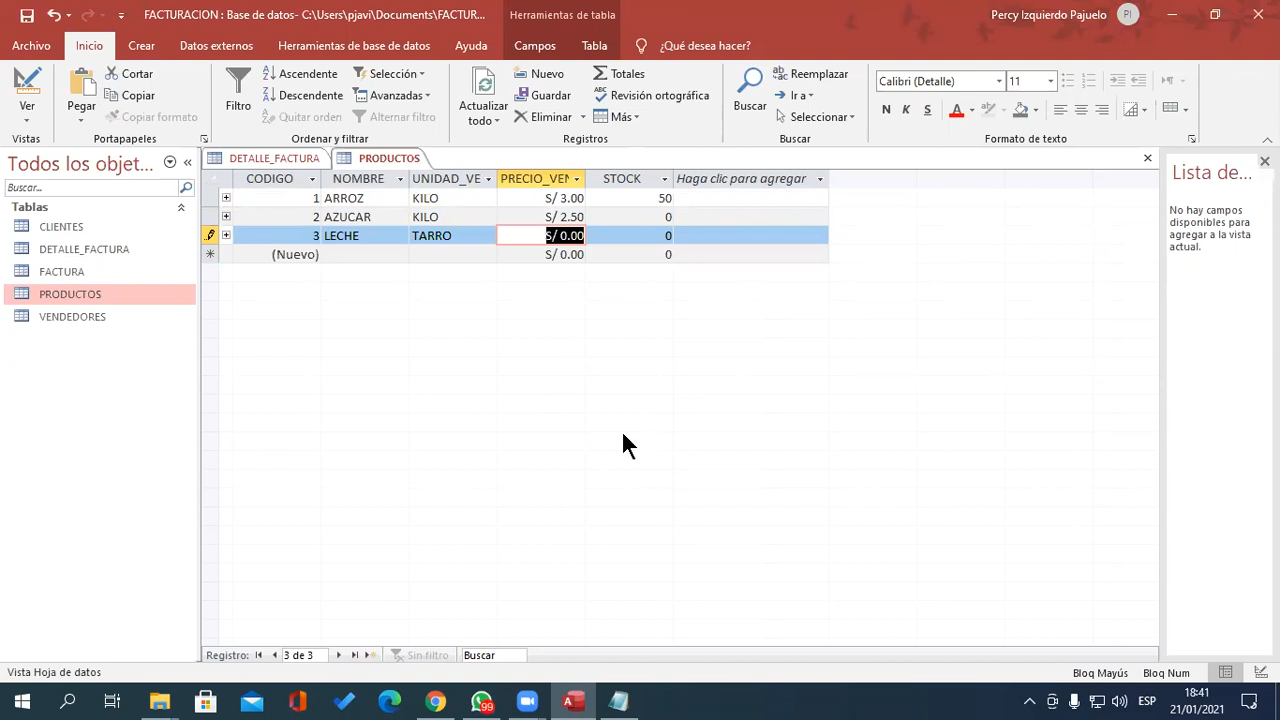 FACTURACION : Base de datos- C:\Users\pjavi\Documents\FACTUR...
Herramientas de tabla
Percy Izquierdo Pajuelo
PI
Archivo
Inicio
Crear
Datos externos
Herramientas de base de datos
Ayuda
Campos
Tabla
¿Qué desea hacer?
Ver
Vistas
Pegar
Cortar
Copiar
Copiar formato
Portapapeles
Filtro
Ascendente
Descendente
Quitar orden
Selección
Avanzadas
Alternar filtro
Ordenar y filtrar
Actualizar todo
Nuevo
Guardar
Eliminar
Totales
Revisión ortográfica
Más
Registros
Buscar
Reemplazar
Ir a
Seleccionar
Buscar
Calibri (Detalle)
11
N K S
Formato de texto
Todos los objet...
Buscar...
Tablas
CLIENTES
DETALLE_FACTURA
FACTURA
PRODUCTOS
VENDEDORES
DETALLE_FACTURA
PRODUCTOS
CODIGO NOMBRE UNIDAD_VE PRECIO_VEN STOCK Haga clic para agregar
1 ARROZ KILO S/ 3.00 50
2 AZUCAR KILO S/ 2.50 0
3 LECHE TARRO S/ 0.00 0
(Nuevo) S/ 0.00 0
Lista de...
No hay campos
disponibles para
agregar a la vista
actual.
Registro: 3 de 3 Sin filtro Buscar
Vista Hoja de datos
Bloq Mayús
Bloq Num
99
ESP
18:41
21/01/2021